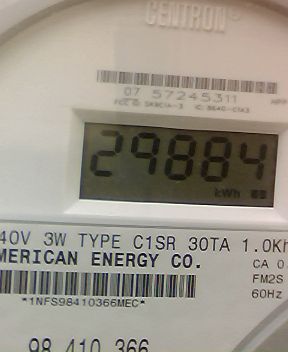 CENTRON®
07 57245311
29884
kWh
40V 3W TYPE C1SR 30TA 1.0Kh
MERICAN ENERGY CO.
CA 0.
FM2S
*1NFS98410366MEC*
60Hz
98 410 366